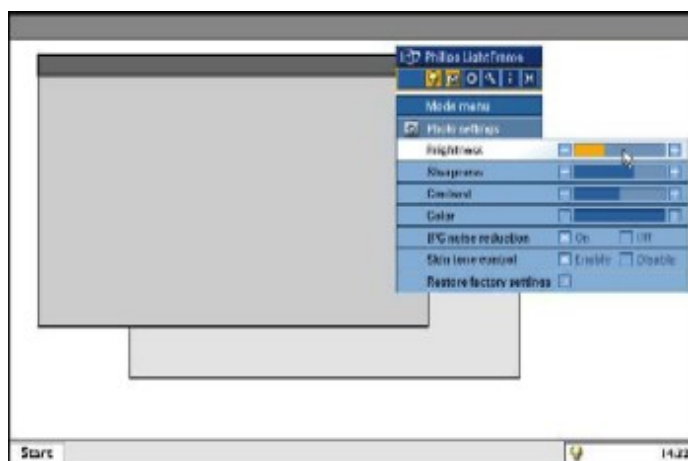 Philips LightFrame
Mode menu
Photo settings
Brightness
Sharpness
Contrast
Color
JPG noise reduction On Off
Skin tone control Enable Disable
Restore factory settings
Start